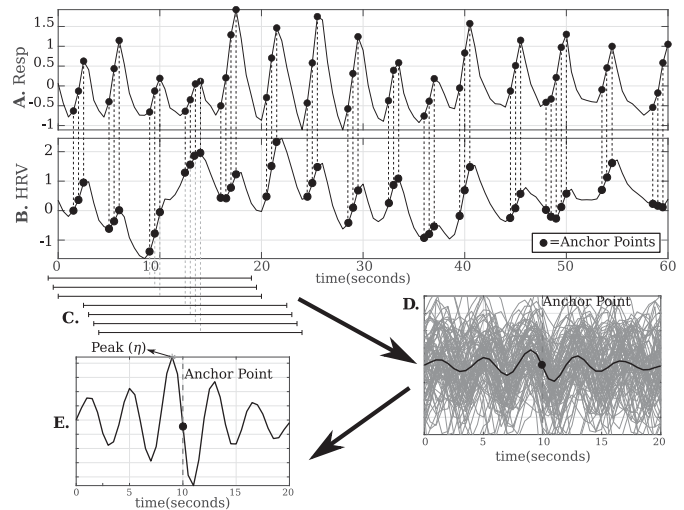 A. Resp
1.5
1
0.5
0
-0.5
-1
B. HRV
2
1
0
-1
=Anchor Points
0 10 20 30 40 50 60
time(seconds)
C.
D.
Anchor Point
0 5 10 15 20
time(seconds)
Peak (η)
Anchor Point
E.
0 5 10 15 20
time(seconds)